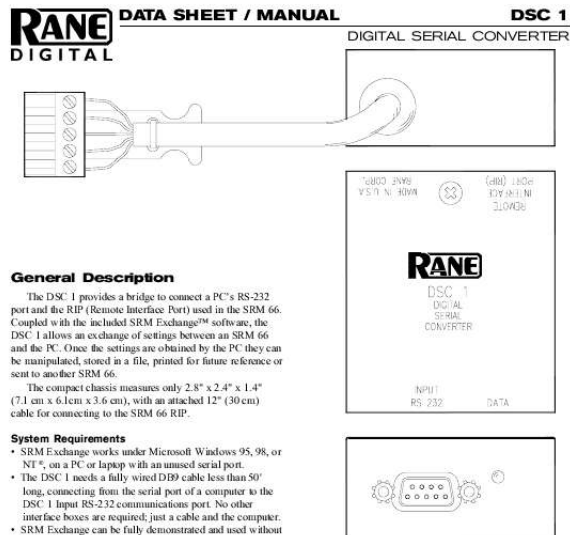 RANE
DIGITAL
DATA SHEET / MANUAL
DSC 1
DIGITAL SERIAL CONVERTER
MADE IN U.S.A.
RANE CORP.
REMOTE
INTERFACE
PORT (RIP)
RANE
DSC 1
DIGITAL
SERIAL
CONVERTER
INPUT
RS 232
DATA
General Description
The DSC 1 provides a bridge to connect a PC's RS-232
port and the RIP (Remote Interface Port) used in the SRM 66.
Coupled with the included SRM Exchange™ software, the
DSC 1 allows an exchange of settings between an SRM 66
and the PC. Once the settings are obtained by the PC they can
be manipulated, stored in a file, printed for future reference or
sent to another SRM 66.
The compact chassis measures only 2.8" x 2.4" x 1.4"
(7.1 cm x 6.1cm x 3.6 cm), with an attached 12" (30 cm)
cable for connecting to the SRM 66 RIP.
System Requirements
• SRM Exchange works under Microsoft Windows 95, 98, or
NT®, on a PC or laptop with an unused serial port.
• The DSC 1 needs a fully wired DB9 cable less than 50'
long, connecting from the serial port of a computer to the
DSC 1 Input RS-232 communications port. No other
interface boxes are required; just a cable and the computer.
• SRM Exchange can be fully demonstrated and used without